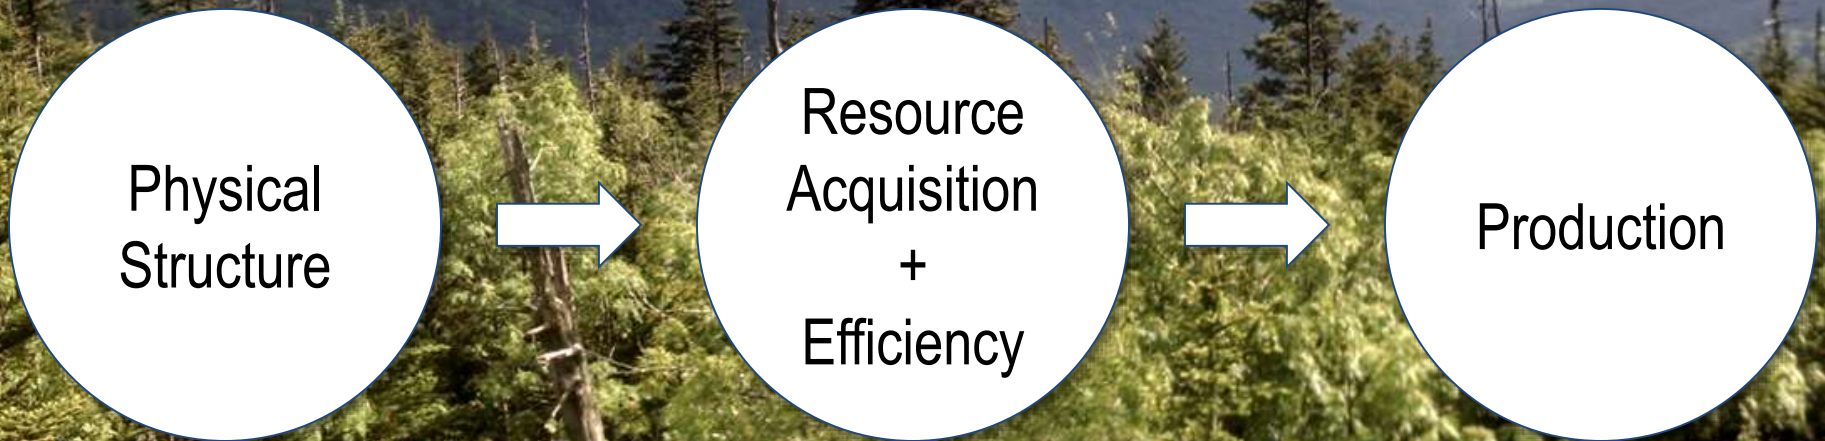 Physical
Structure
Resource
Acquisition
+
Efficiency
Production